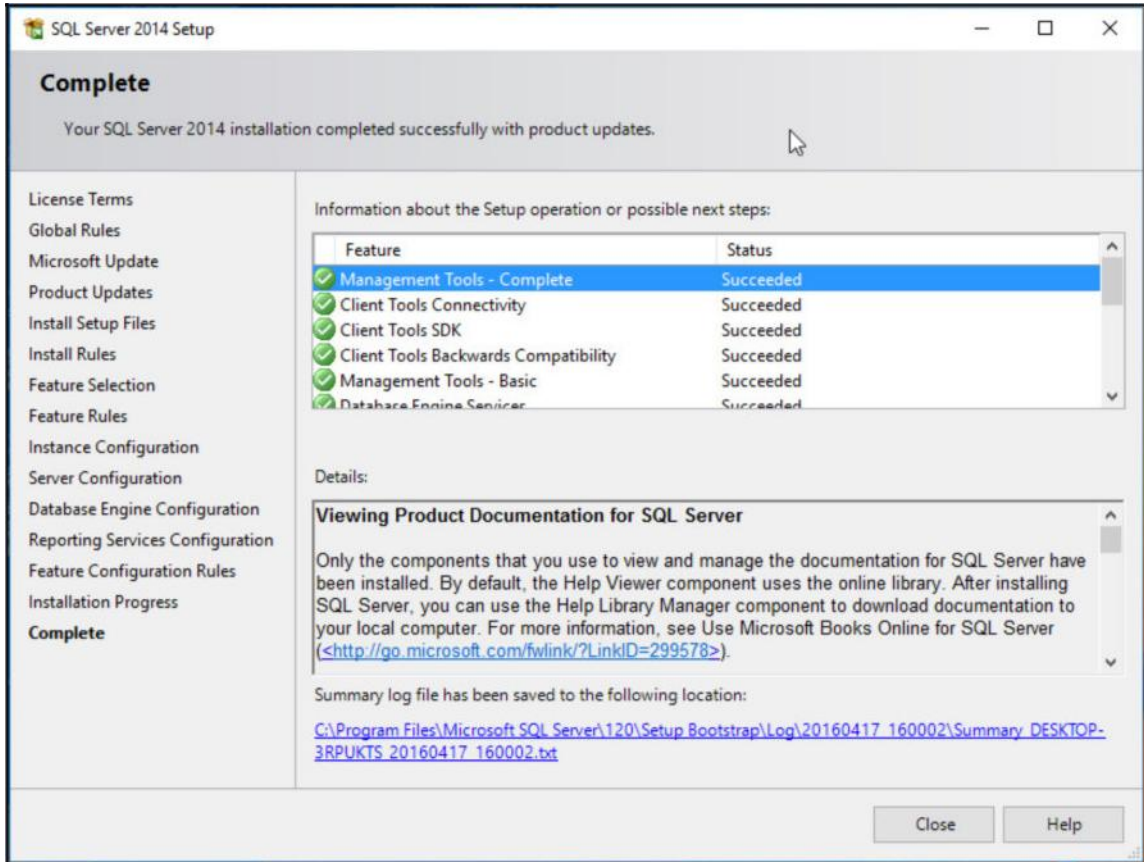 SQL Server 2014 Setup
Complete
Your SQL Server 2014 installation completed successfully with product updates.
License Terms
Global Rules
Microsoft Update
Product Updates
Install Setup Files
Install Rules
Feature Selection
Feature Rules
Instance Configuration
Server Configuration
Database Engine Configuration
Reporting Services Configuration
Feature Configuration Rules
Installation Progress
Complete
Information about the Setup operation or possible next steps:
Feature Status
Management Tools - Complete Succeeded
Client Tools Connectivity Succeeded
Client Tools SDK Succeeded
Client Tools Backwards Compatibility Succeeded
Management Tools - Basic Succeeded
Database Engine Services Succeeded
Details:
Viewing Product Documentation for SQL Server
Only the components that you use to view and manage the documentation for SQL Server have
been installed. By default, the Help Viewer component uses the online library. After installing
SQL Server, you can use the Help Library Manager component to download documentation to
your local computer. For more information, see Use Microsoft Books Online for SQL Server
(<http://go.microsoft.com/fwlink/?LinkID=299578>).
Summary log file has been saved to the following location:
C:\Program Files\Microsoft SQL Server\120\Setup Bootstrap\Log\20160417_160002\Summary_DESKTOP-
3RPUKTS_20160417_160002.txt
Close Help